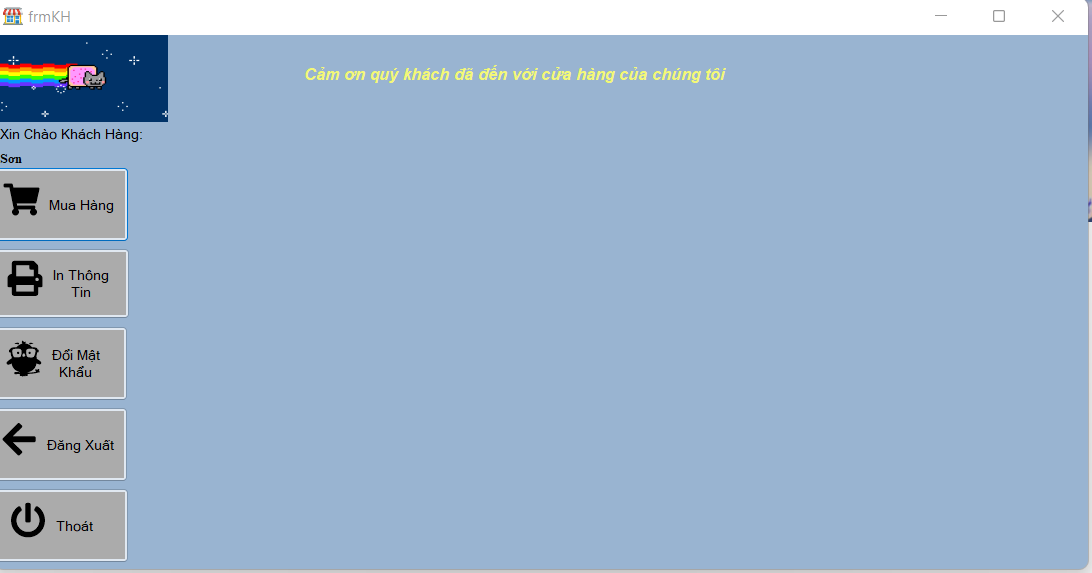 frmKH
Cảm ơn quý khách đã đến với cửa hàng của chúng tôi
Xin Chào Khách Hàng:
Sơn
Mua Hàng
In Thông
Tin
Đổi Mật
Khẩu
Đăng Xuất
Thoát